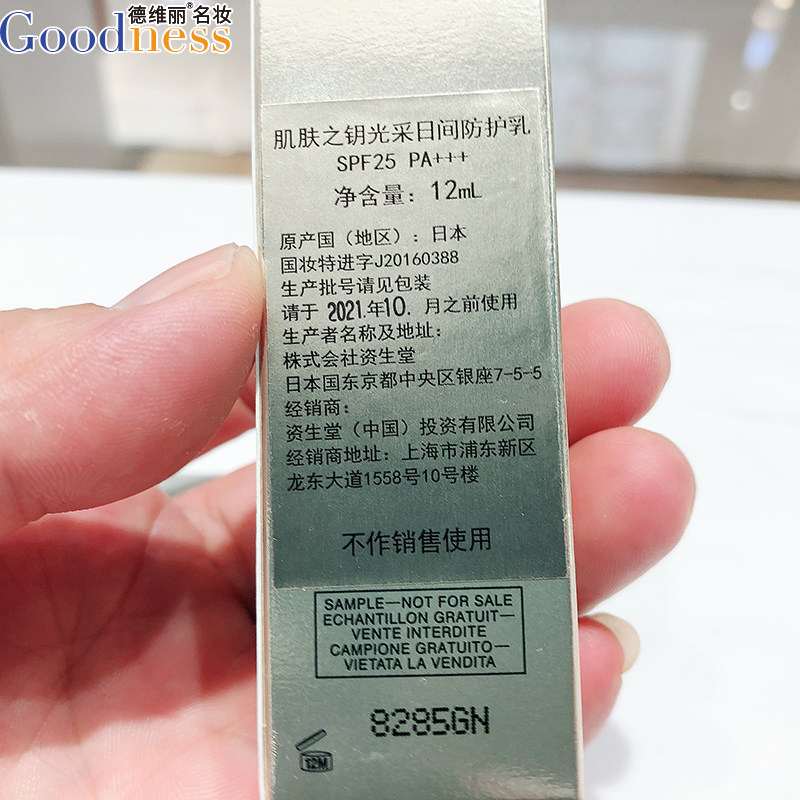 德维丽®名妆
Goodness
肌肤之钥光采日间防护乳
SPF25 PA+++
净含量：12mL
原产国（地区）：日本
国妆特进字J20160388
生产批号请见包装
请于 2021.年10. 月之前使用
生产者名称及地址：
株式会社资生堂
日本国东京都中央区银座7-5-5
经销商：
资生堂（中国）投资有限公司
经销商地址：上海市浦东新区
龙东大道1558号10号楼
不作销售使用
SAMPLE—NOT FOR SALE
ECHANTILLON GRATUIT—
VENTE INTERDITE
CAMPIONE GRATUITO—
VIETATA LA VENDITA
8285GN
12M